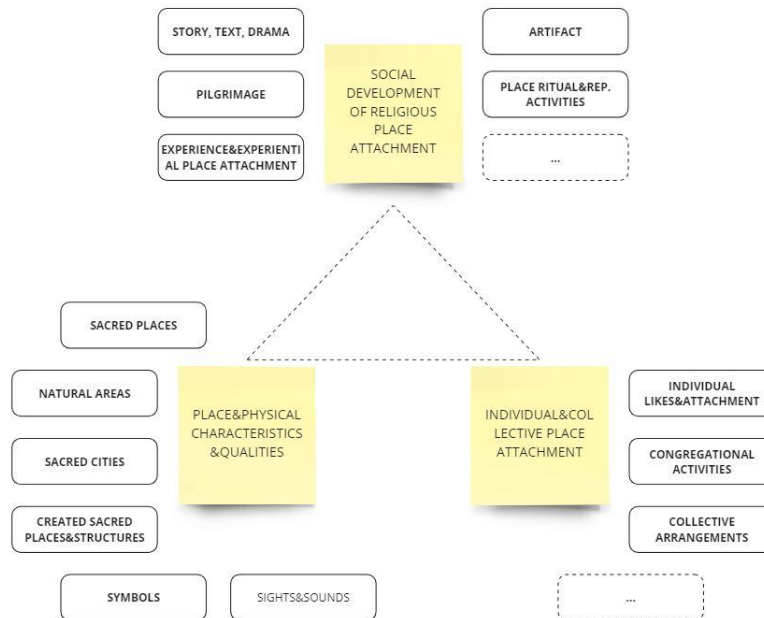 STORY, TEXT, DRAMA
PILGRIMAGE
EXPERIENCE&EXPERIENTI
AL PLACE ATTACHMENT
SOCIAL
DEVELOPMENT
OF RELIGIOUS
PLACE
ATTACHMENT
ARTIFACT
PLACE RITUAL&REP.
ACTIVITIES
...
SACRED PLACES
NATURAL AREAS
SACRED CITIES
CREATED SACRED
PLACES&STRUCTURES
SYMBOLS
SIGHTS&SOUNDS
PLACE&PHYSICAL
CHARACTERISTICS
&QUALITIES
INDIVIDUAL&COL
LECTIVE PLACE
ATTACHMENT
INDIVIDUAL
LIKES&ATTACHMENT
CONGREGATIONAL
ACTIVITIES
COLLECTIVE
ARRANGEMENTS
...